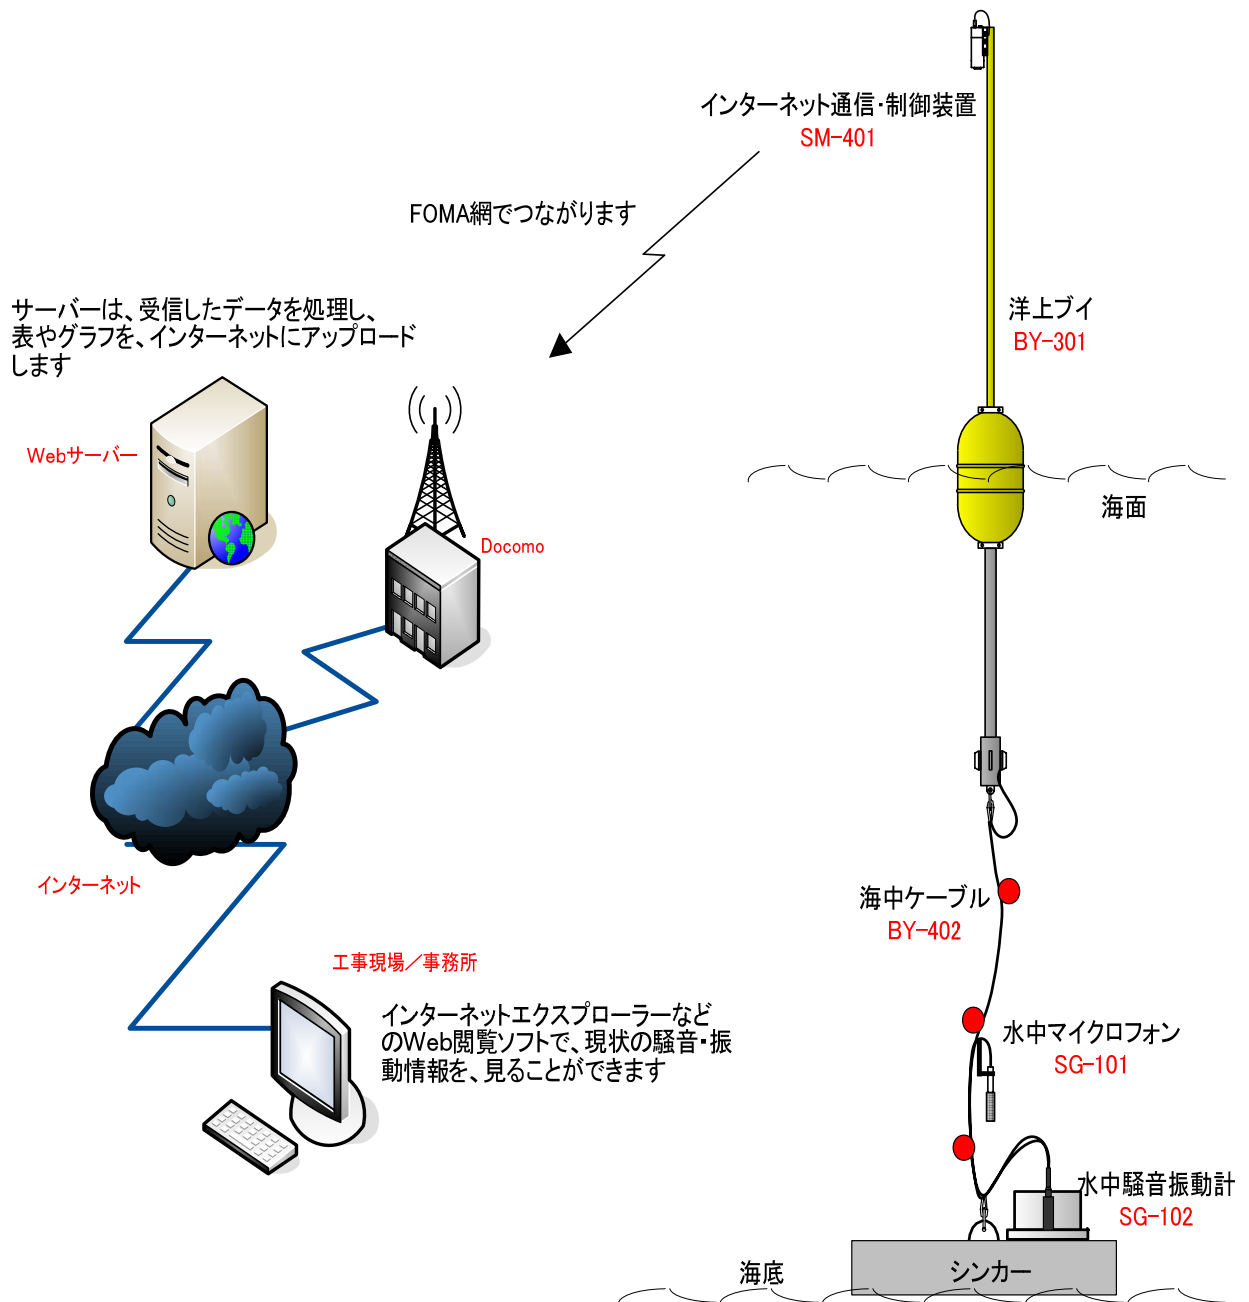 インターネット通信・制御装置
SM-401
FOMA網でつながります
サーバーは、受信したデータを処理し、
表やグラフを、インターネットにアップロード
します
洋上ブイ
BY-301
Webサーバー
海面
Docomo
インターネット
海中ケーブル
BY-402
工事現場／事務所
インターネットエクスプローラーなど
のWeb閲覧ソフトで、現状の騒音・振
動情報を、見ることができます
水中マイクロフォン
SG-101
水中騒音振動計
SG-102
シンカー
海底